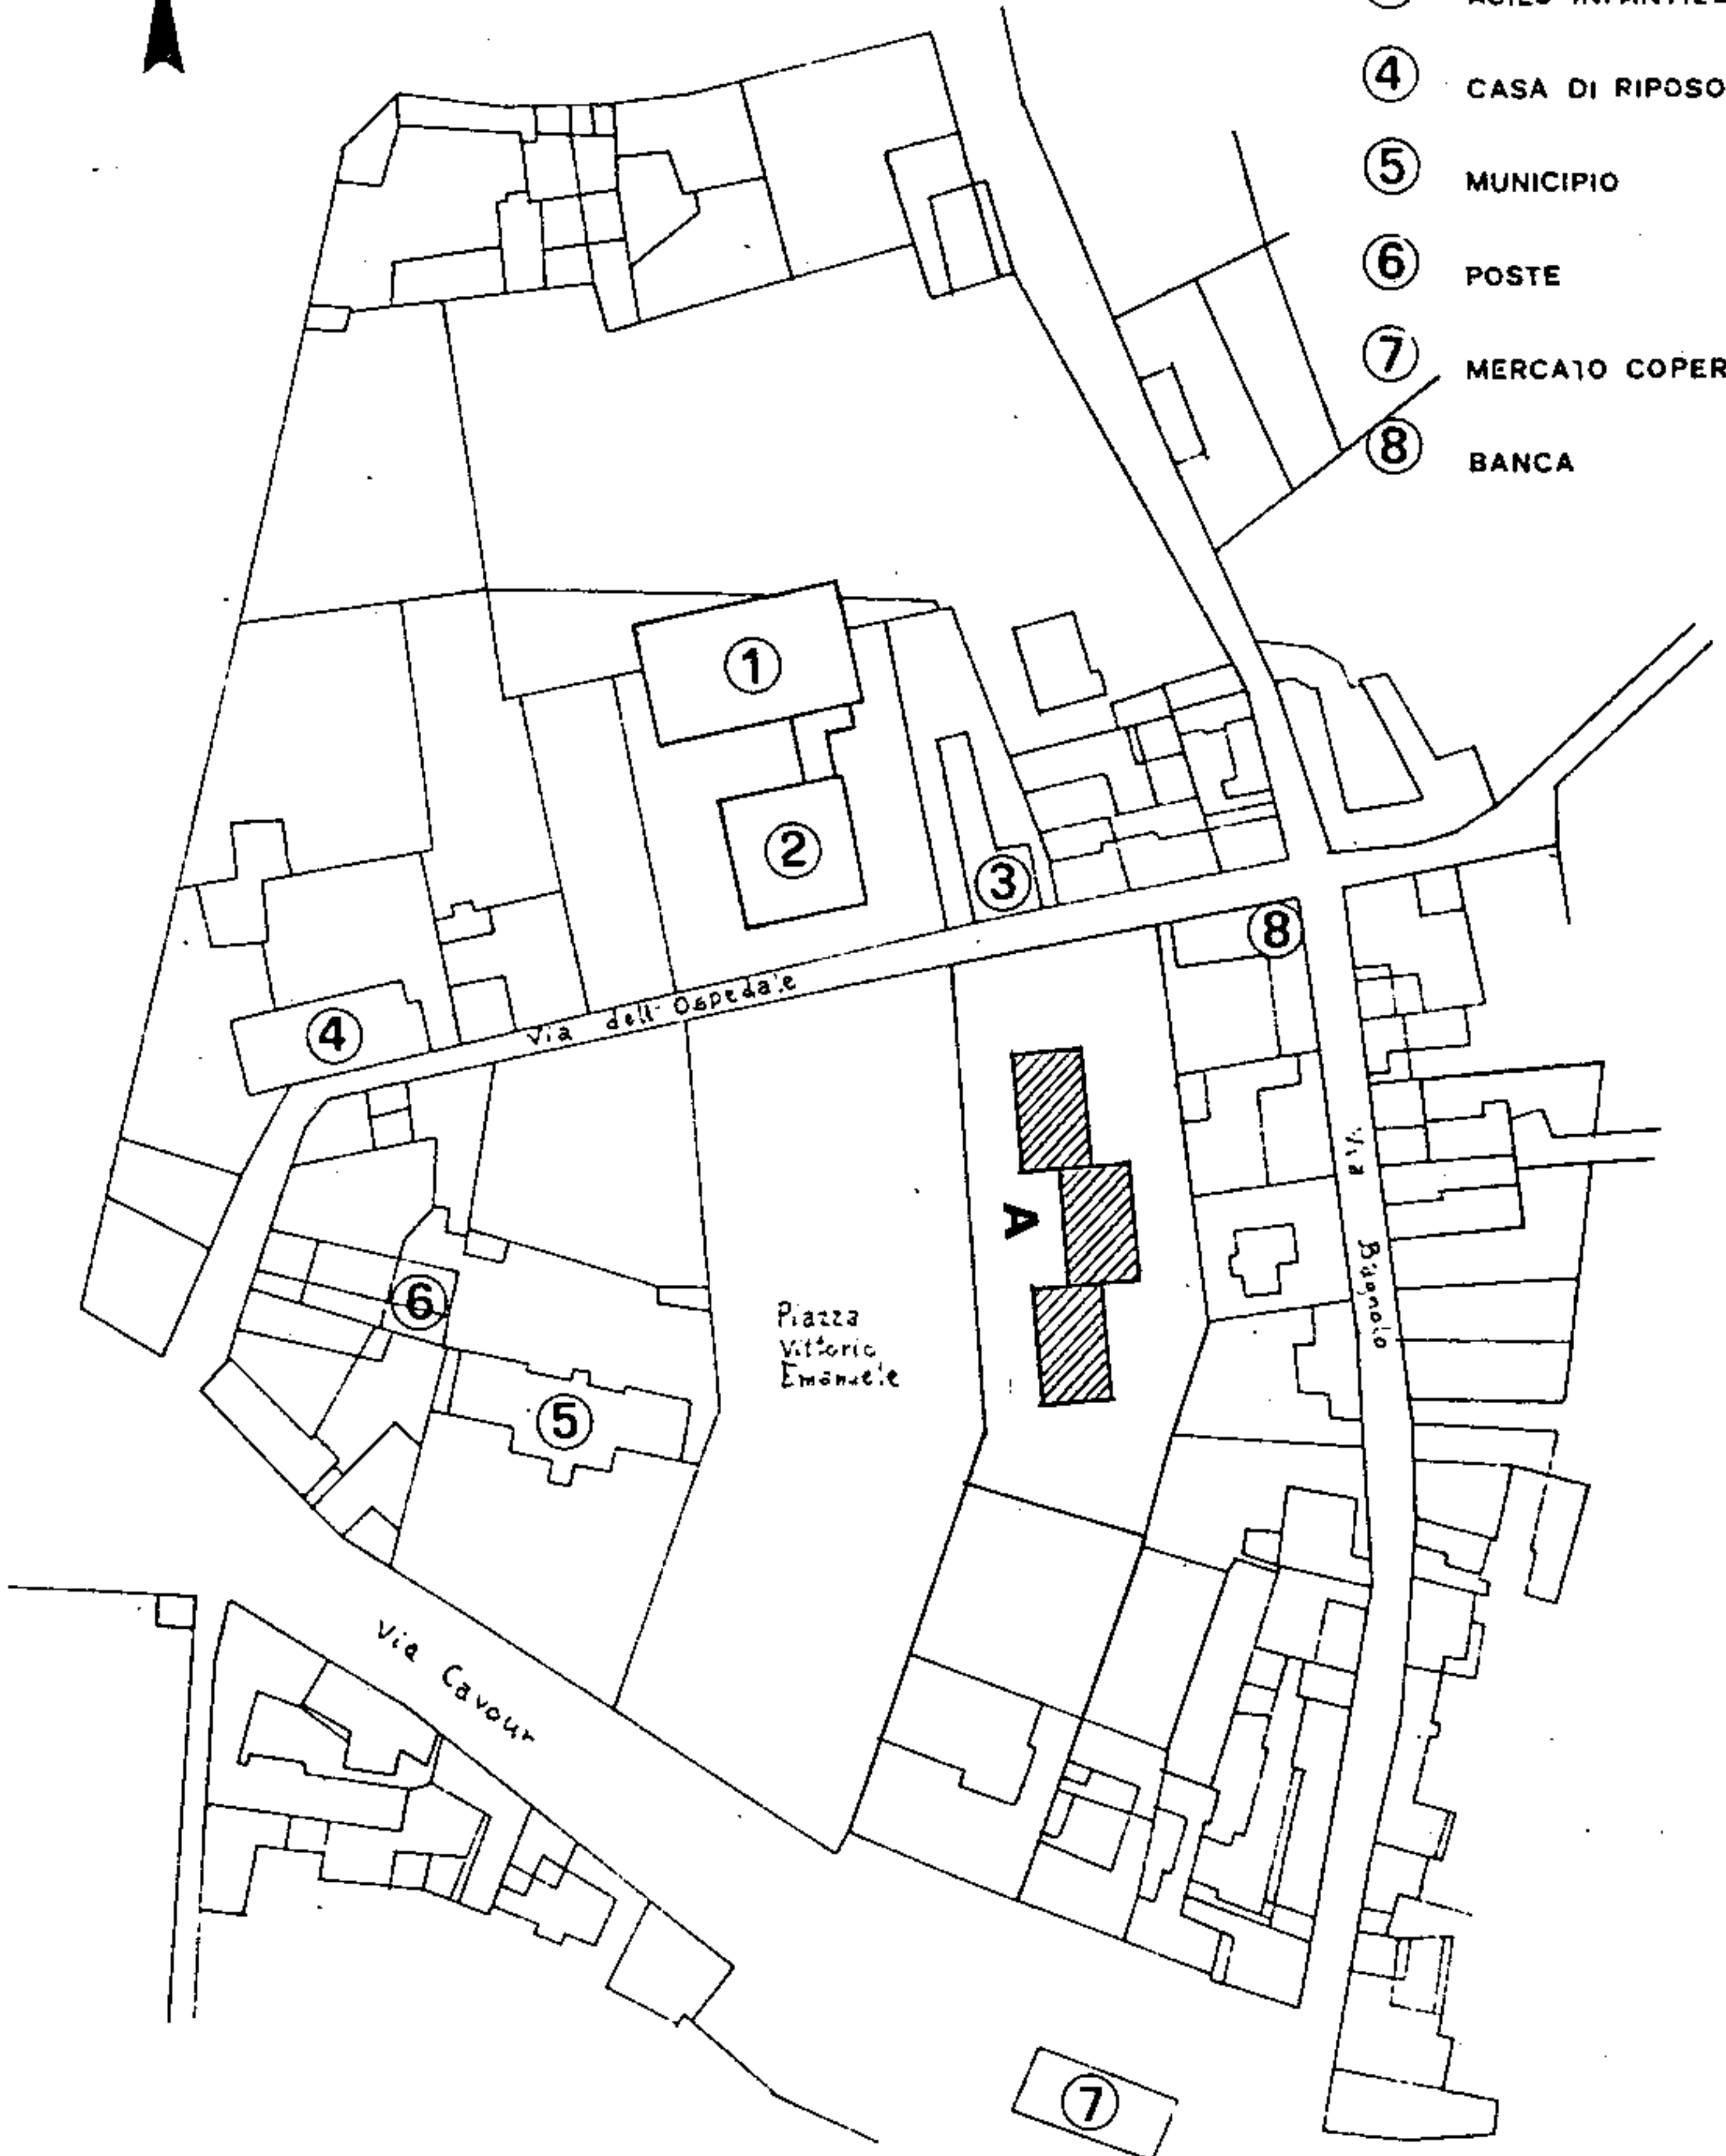 ④ CASA DI RIPOSO
⑤ MUNICIPIO
⑥ POSTE
⑦ MERCATO COPER
⑧ BANCA
①
②
③
⑧
④
Via dell'Ospedale
A
Via
⑥
Piazza
Vittorio
Emanuele
⑤
Via Cavour
⑦